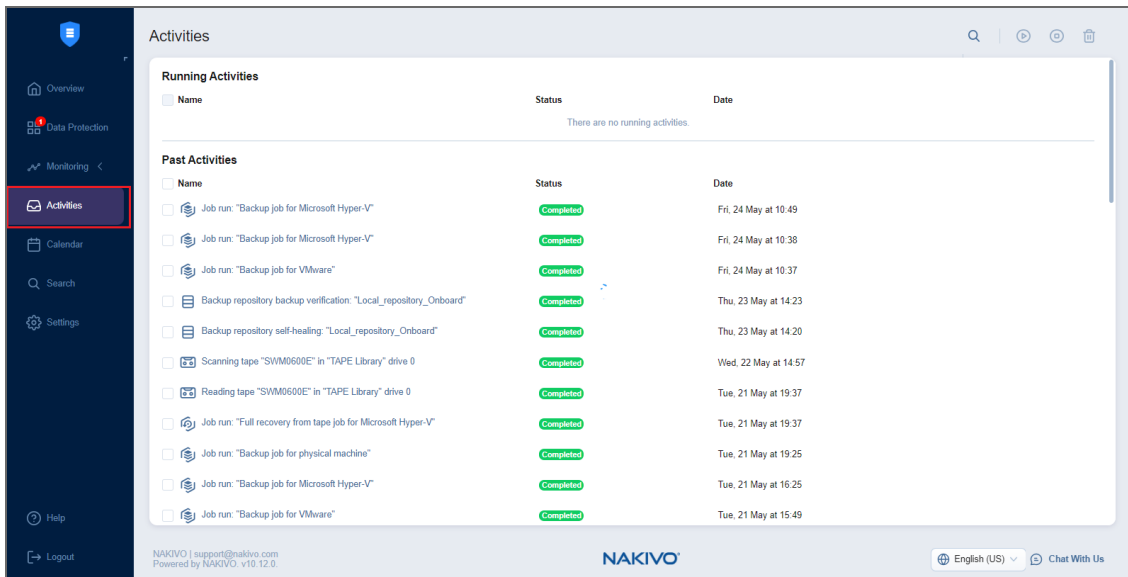 Activities
Overview
1
Data Protection
Monitoring
Activities
Calendar
Search
Settings
Help
Logout
Running Activities
Name Status Date
There are no running activities.
Past Activities
Name Status Date
Job run: "Backup job for Microsoft Hyper-V" Completed Fri, 24 May at 10:49
Job run: "Backup job for Microsoft Hyper-V" Completed Fri, 24 May at 10:38
Job run: "Backup job for VMware" Completed Fri, 24 May at 10:37
Backup repository backup verification: "Local_repository_Onboard" Completed Thu, 23 May at 14:23
Backup repository self-healing: "Local_repository_Onboard" Completed Thu, 23 May at 14:20
Scanning tape "SWM0600E" in "TAPE Library" drive 0 Completed Wed, 22 May at 14:57
Reading tape "SWM0600E" in "TAPE Library" drive 0 Completed Tue, 21 May at 19:37
Job run: "Full recovery from tape job for Microsoft Hyper-V" Completed Tue, 21 May at 19:37
Job run: "Backup job for physical machine" Completed Tue, 21 May at 19:25
Job run: "Backup job for Microsoft Hyper-V" Completed Tue, 21 May at 16:25
Job run: "Backup job for VMware" Completed Tue, 21 May at 15:49
NAKIVO | support@nakivo.com
Powered by NAKIVO. v10.12.0.
NAKIVO®
English (US)
Chat With Us